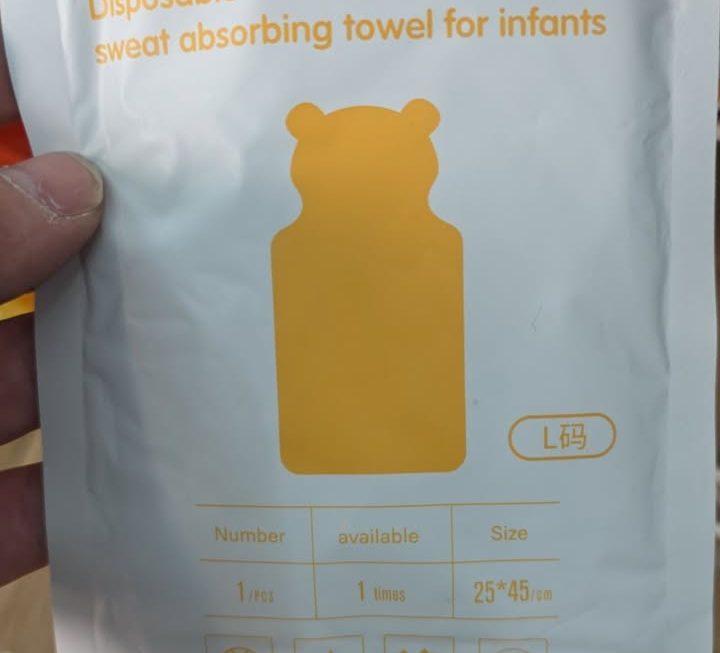 sweat absorbing towel for infants
L码
Number available Size
1/PCS 1 times 25*45/cm